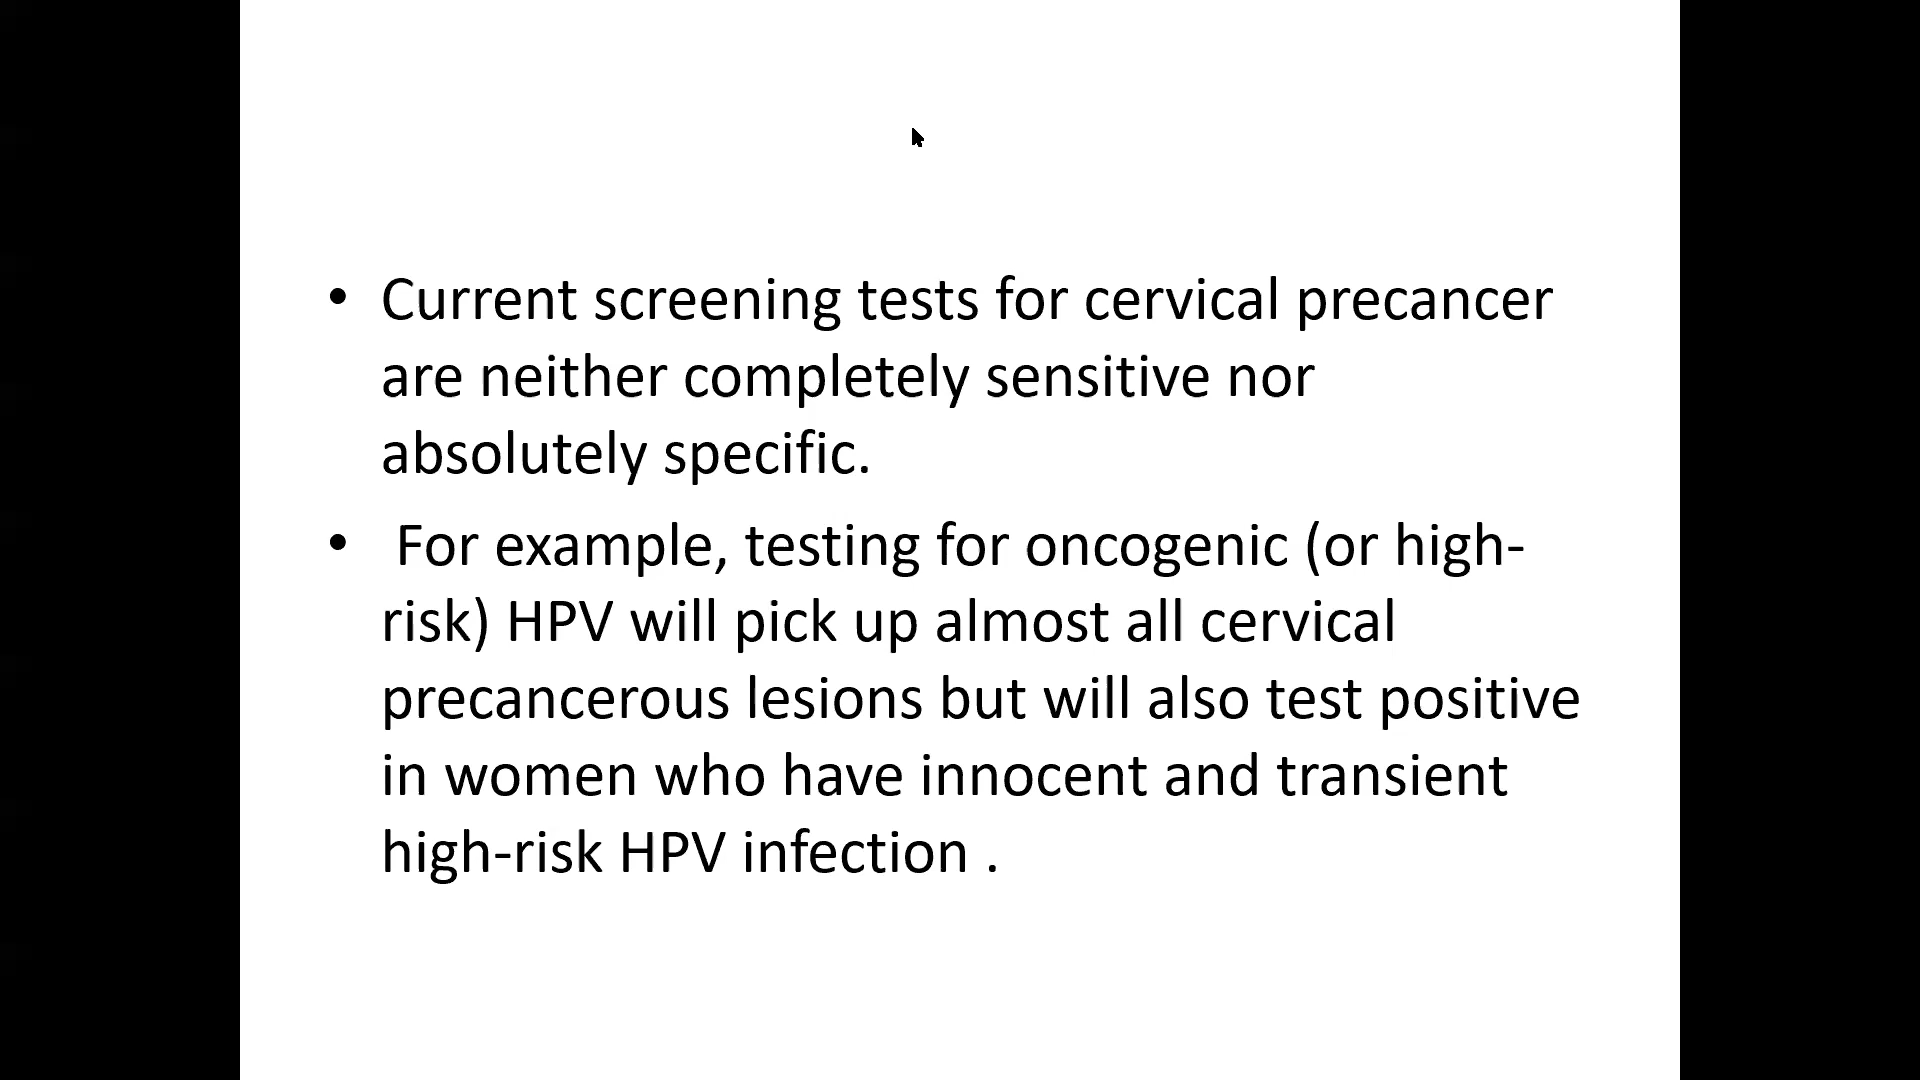 • Current screening tests for cervical precancer
are neither completely sensitive nor
absolutely specific.
• For example, testing for oncogenic (or high-
risk) HPV will pick up almost all cervical
precancerous lesions but will also test positive
in women who have innocent and transient
high-risk HPV infection .